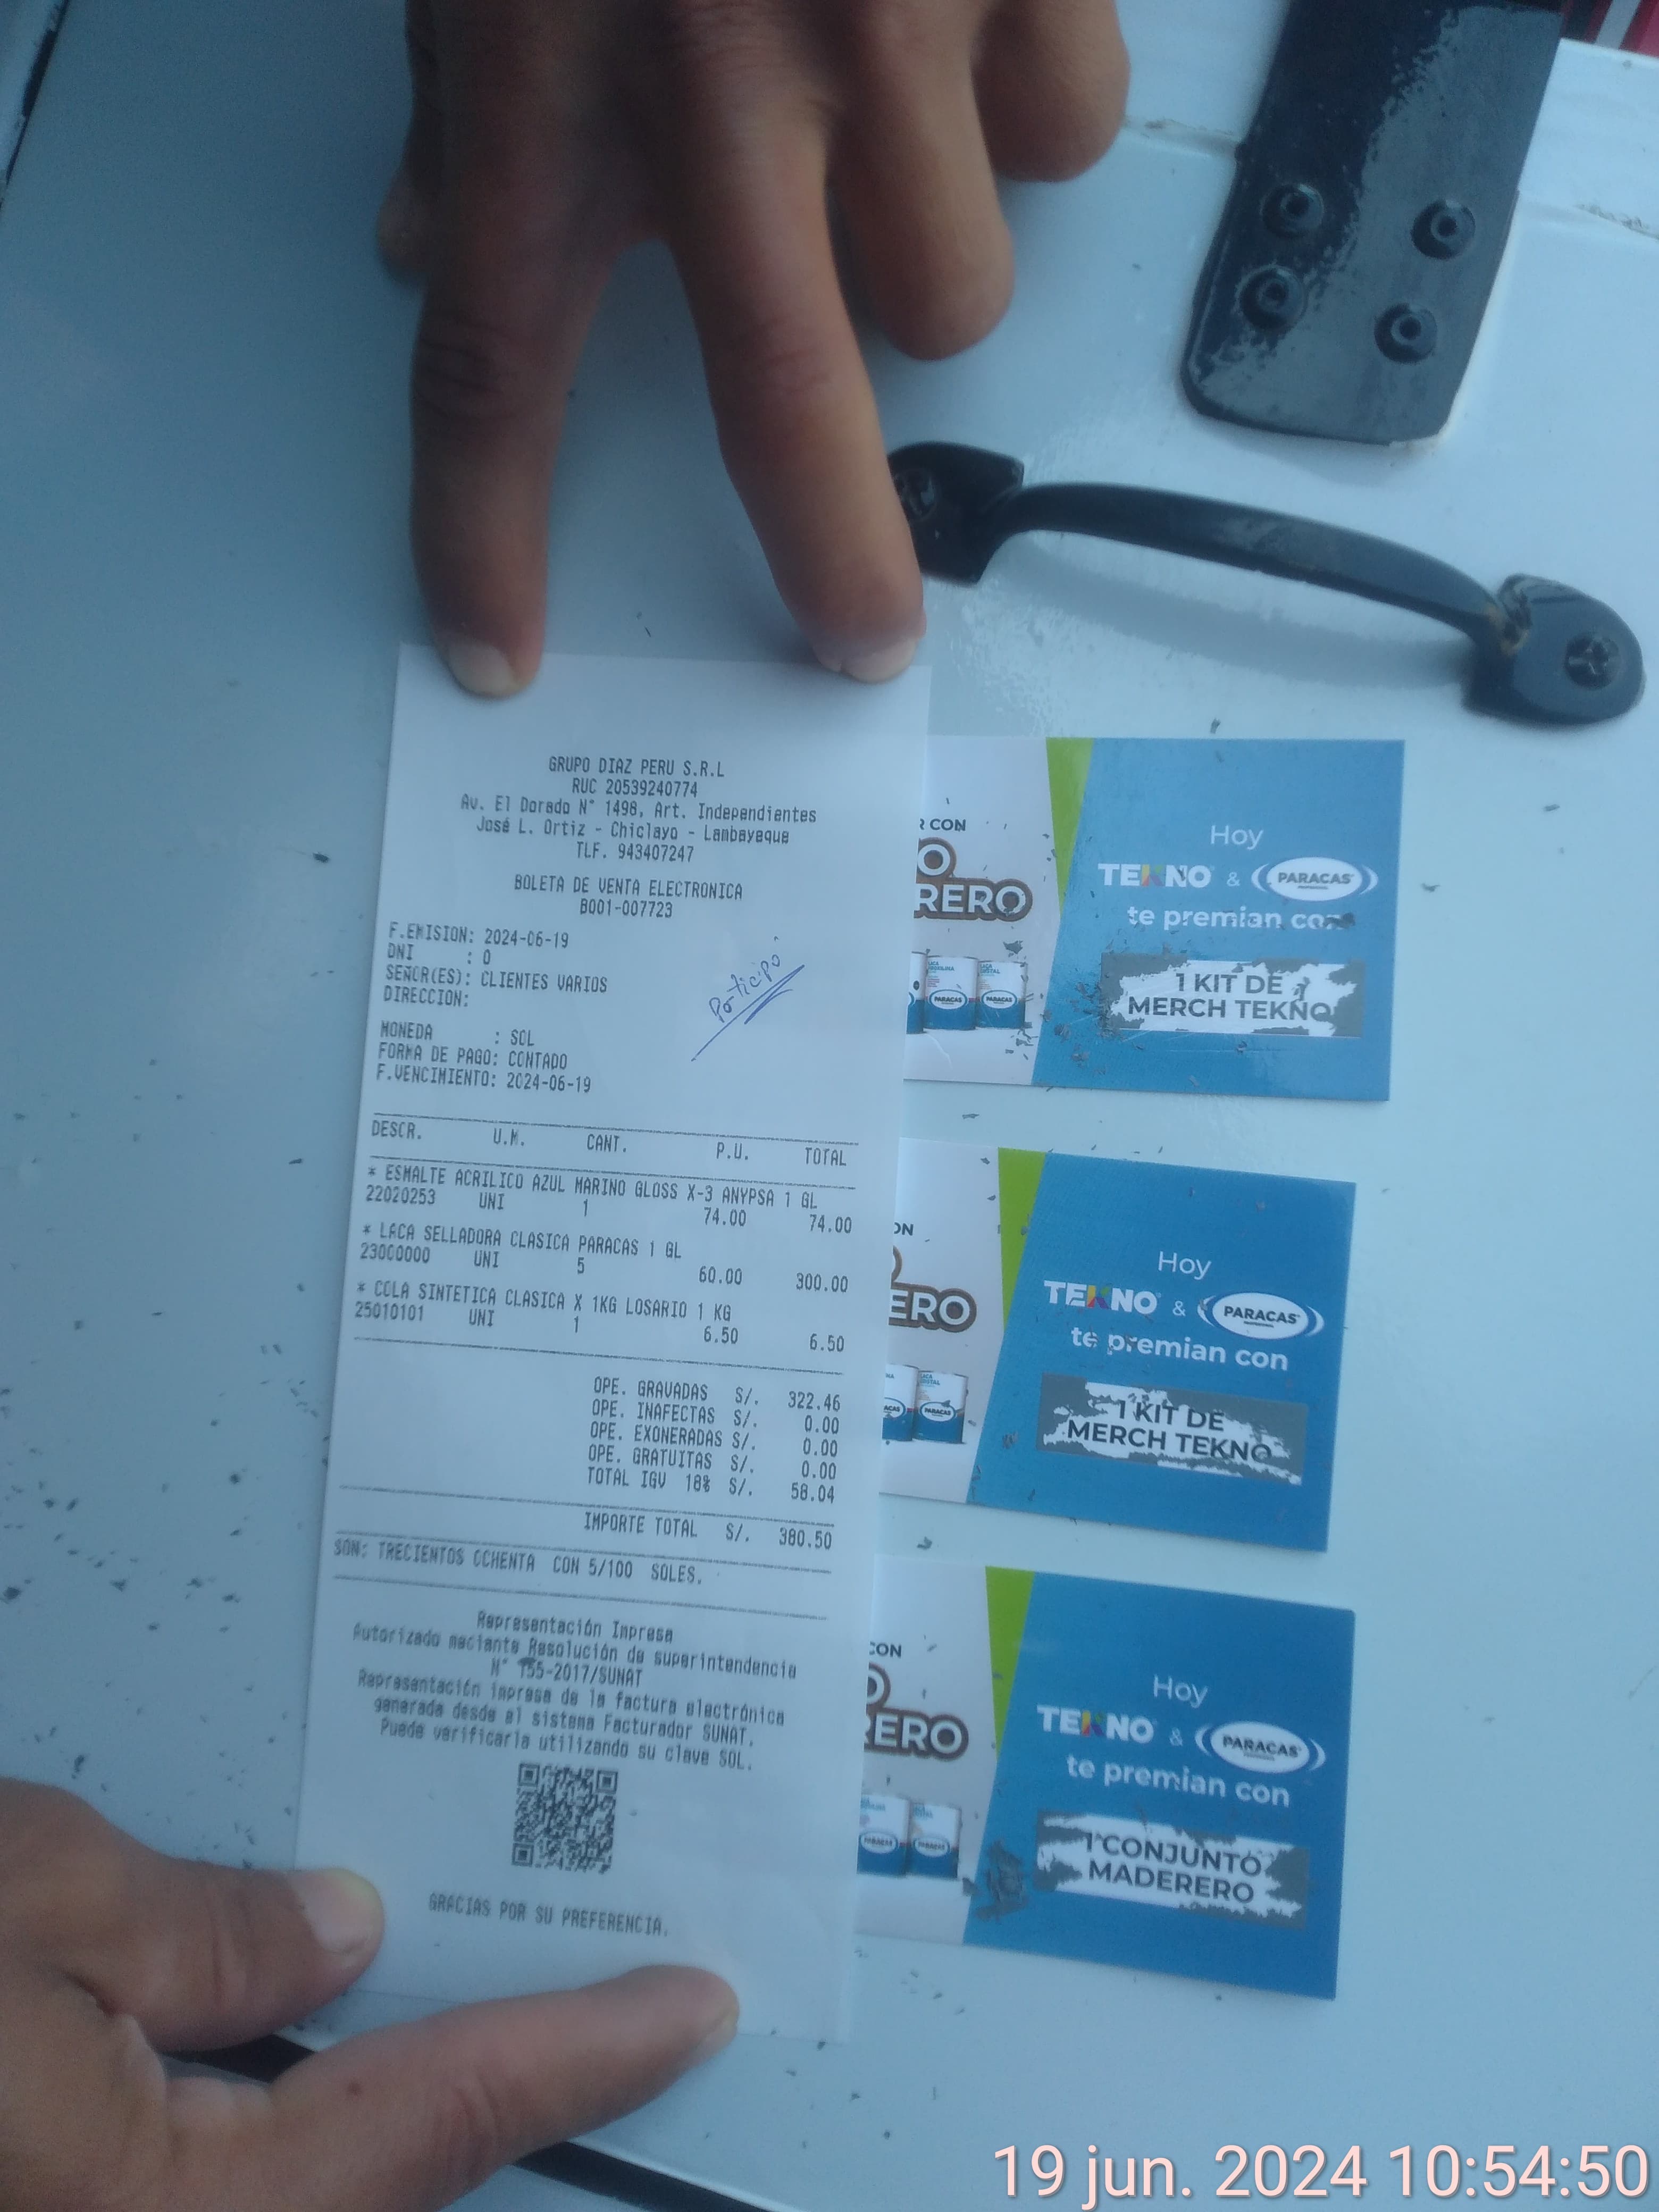 GRUPO DIAZ PERU S.R.L
RUC 20539240774
Av. El Dorado N° 1498, Art. Independientes
José L. Ortiz - Chiclayo - Lambayeque
TLF. 943407247
BOLETA DE VENTA ELECTRONICA
B001-007723
F.EMISION: 2024-06-19
DNI : 0
SEÑOR(ES): CLIENTES VARIOS
DIRECCION:
Participo
MONEDA : SOL
FORMA DE PAGO: CONTADO
F.VENCIMIENTO: 2024-06-19
DESCR. U.M. CANT. P.U. TOTAL
* ESMALTE ACRILICO AZUL MARINO GLOSS X-3 ANYPSA 1 GL
22020253 UNI 1 74.00 74.00
* LACA SELLADORA CLASICA PARACAS 1 GL
23000000 UNI 5 60.00 300.00
* COLA SINTETICA CLASICA X 1KG LOSARIO 1 KG
25010101 UNI 1 6.50 6.50
OPE. GRAVADAS S/. 322.46
OPE. INAFECTAS S/. 0.00
OPE. EXONERADAS S/. 0.00
OPE. GRATUITAS S/. 0.00
TOTAL IGV 18% S/. 58.04
IMPORTE TOTAL S/. 380.50
SON: TRECIENTOS OCHENTA CON 5/100 SOLES.
Representación Impresa
Autorizado mediante Resolución de superintendencia
N° 155-2017/SUNAT
Representación impresa de la factura electrónica
generada desde el sistema Facturador SUNAT.
Puede verificarla utilizando su clave SOL.
GRACIAS POR SU PREFERENCIA.
R CON
O
RERO
PARACAS PARACAS
Hoy
TEKNO & PARACAS
te premian con
1 KIT DE
MERCH TEKNO
ON
ERO
PARACAS
Hoy
TEKNO & PARACAS
te premian con
1 KIT DE
MERCH TEKNO
CON
O
ERO
PARACAS PARACAS
Hoy
TEKNO & PARACAS
te premian con
1 CONJUNTO
MADERERO
19 jun. 2024 10:54:50